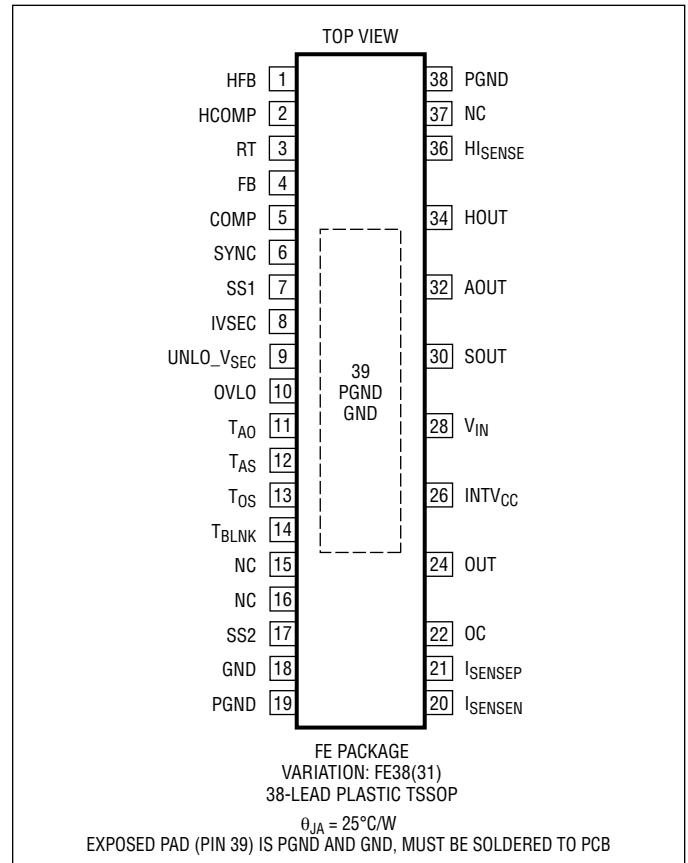 TOP VIEW
HFB 1
HCOMP 2
RT 3
FB 4
COMP 5
SYNC 6
SS1 7
IVSEC 8
UNLO_VSEC 9
OVLO 10
TAO 11
TAS 12
TOS 13
TBLNK 14
NC 15
NC 16
SS2 17
GND 18
PGND 19
39
PGND
GND
38 PGND
37 NC
36 HISENSE
34 HOUT
32 AOUT
30 SOUT
28 VIN
26 INTVCC
24 OUT
22 OC
21 ISENSEP
20 ISENSEN
FE PACKAGE
VARIATION: FE38(31)
38-LEAD PLASTIC TSSOP
θJA = 25°C/W
EXPOSED PAD (PIN 39) IS PGND AND GND, MUST BE SOLDERED TO PCB